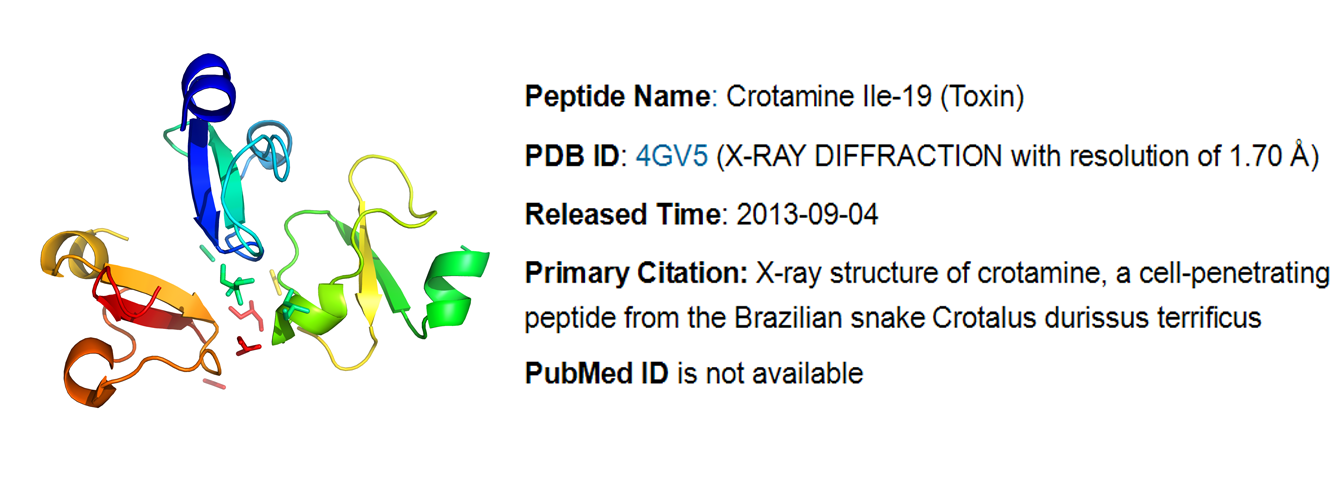 Peptide Name: Crotamine Ile-19 (Toxin)
PDB ID: 4GV5 (X-RAY DIFFRACTION with resolution of 1.70 Å)
Released Time: 2013-09-04
Primary Citation: X-ray structure of crotamine, a cell-penetrating
peptide from the Brazilian snake Crotalus durissus terrificus
PubMed ID is not available